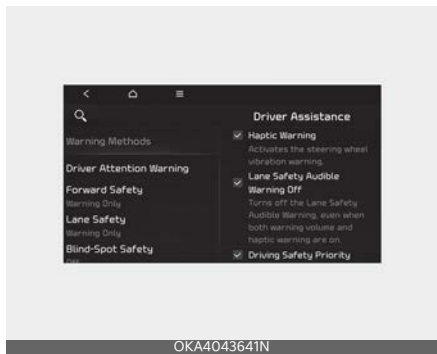 Driver Assistance
Warning Methods
Driver Attention Warning
Forward Safety
Warning Only
Lane Safety
Warning Only
Blind-Spot Safety
Off
Haptic Warning
Activates the steering wheel
vibration warning.
Lane Safety Audible
Warning Off
Turns off the Lane Safety
Audible Warning, even when
both warning volume and
haptic warning are on.
Driving Safety Priority
OKA4043641N